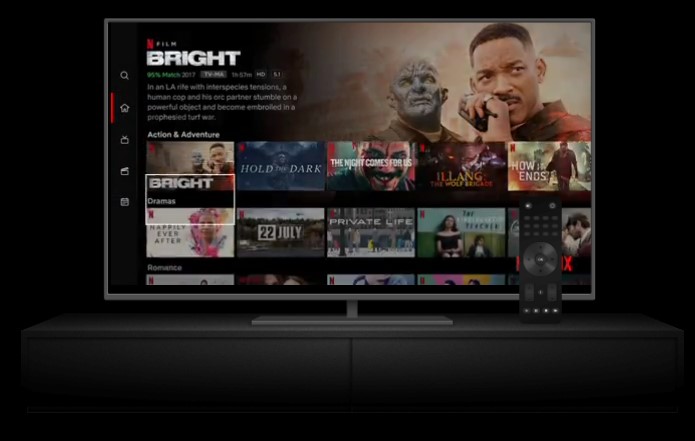 N FILM
BRIGHT
95% Match 2017 TV-MA 1h 57m HD 5.1
In an LA rife with interspecies tensions, a
human cop and his orc partner stumble on a
powerful object and become embroiled in a
prophesied turf war.
Action & Adventure
BRIGHT
HOLD THE DARK
THE NIGHT COMES FOR US
ILLANG:
THE WOLF BRIGADE
HOW IT
ENDS
Dramas
NAPPILY
EVER
AFTER
22 JULY
PRIVATE LIFE
THE
KINDERGARTEN
TEACHER
Romance